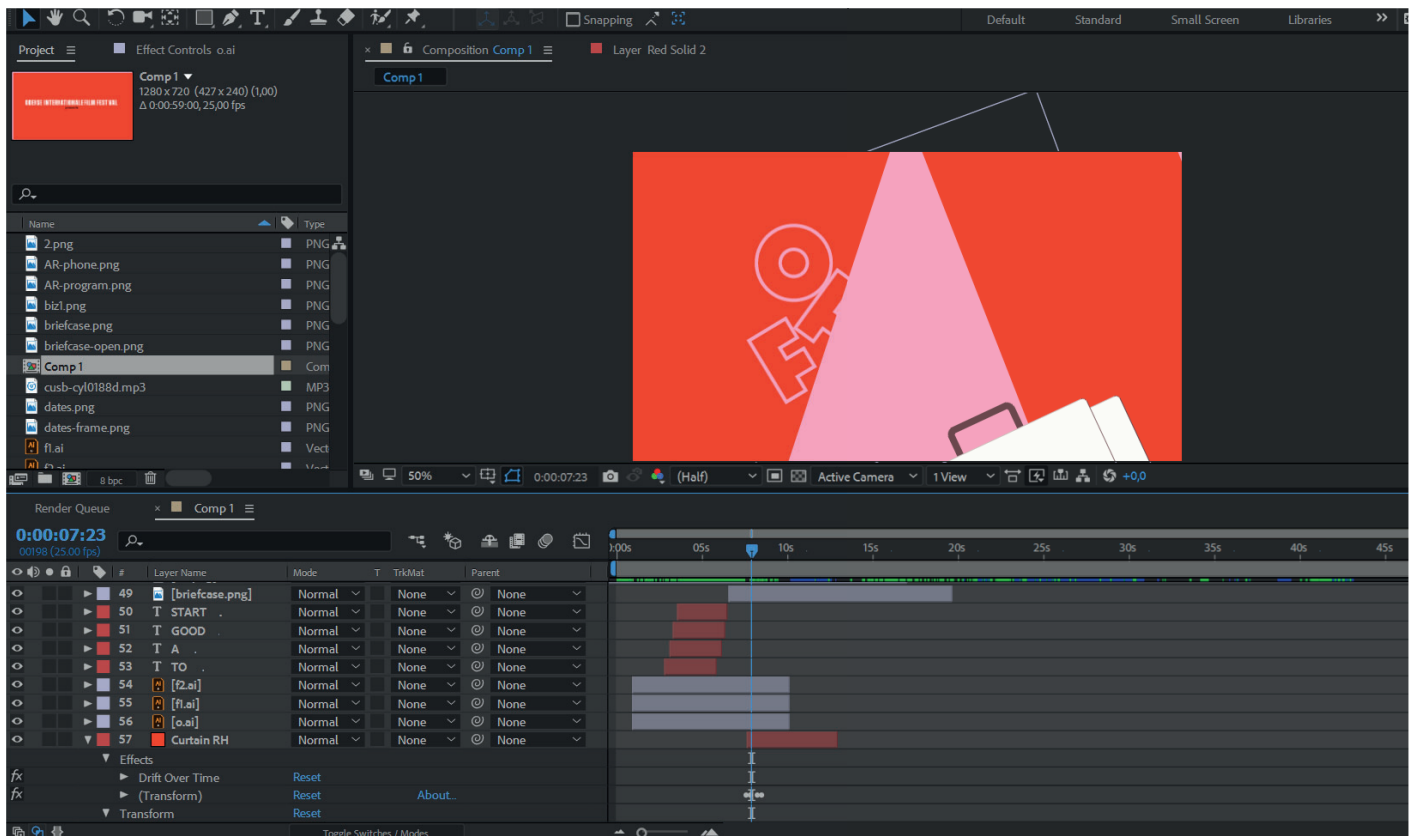 Snapping
Default
Standard
Small Screen
Libraries
Project
Effect Controls o.ai
Composition Comp 1
Layer Red Solid 2
Comp 1
Comp 1
1280 x 720 (427 x 240) (1,00)
Δ 0:00:59:00, 25,00 fps
Name
Type
2.png
PNG
AR-phone.png
PNG
AR-program.png
PNG
biz1.png
PNG
briefcase.png
PNG
briefcase-open.png
PNG
Comp 1
Com
cusb-cyl0188d.mp3
MP3
dates.png
PNG
dates-frame.png
PNG
f1.ai
Vect
8 bpc
OFF
50%
0:00:07:23
(Half)
Active Camera
1 View
+0,0
Render Queue
Comp 1
0:00:07:23
00198 (25.00 fps)
):00s 05s 10s 15s 20s 25s 30s 35s 40s 45s
# Layer Name Mode T TrkMat Parent
49 [briefcase.png] Normal None None
50 T START . Normal None None
51 T GOOD . Normal None None
52 T A . Normal None None
53 T TO . Normal None None
54 [f2.ai] Normal None None
55 [f1.ai] Normal None None
56 [o.ai] Normal None None
57 Curtain RH Normal None None
Effects
fx Drift Over Time Reset
fx (Transform) Reset About...
Transform Reset
Toggle Switches / Modes